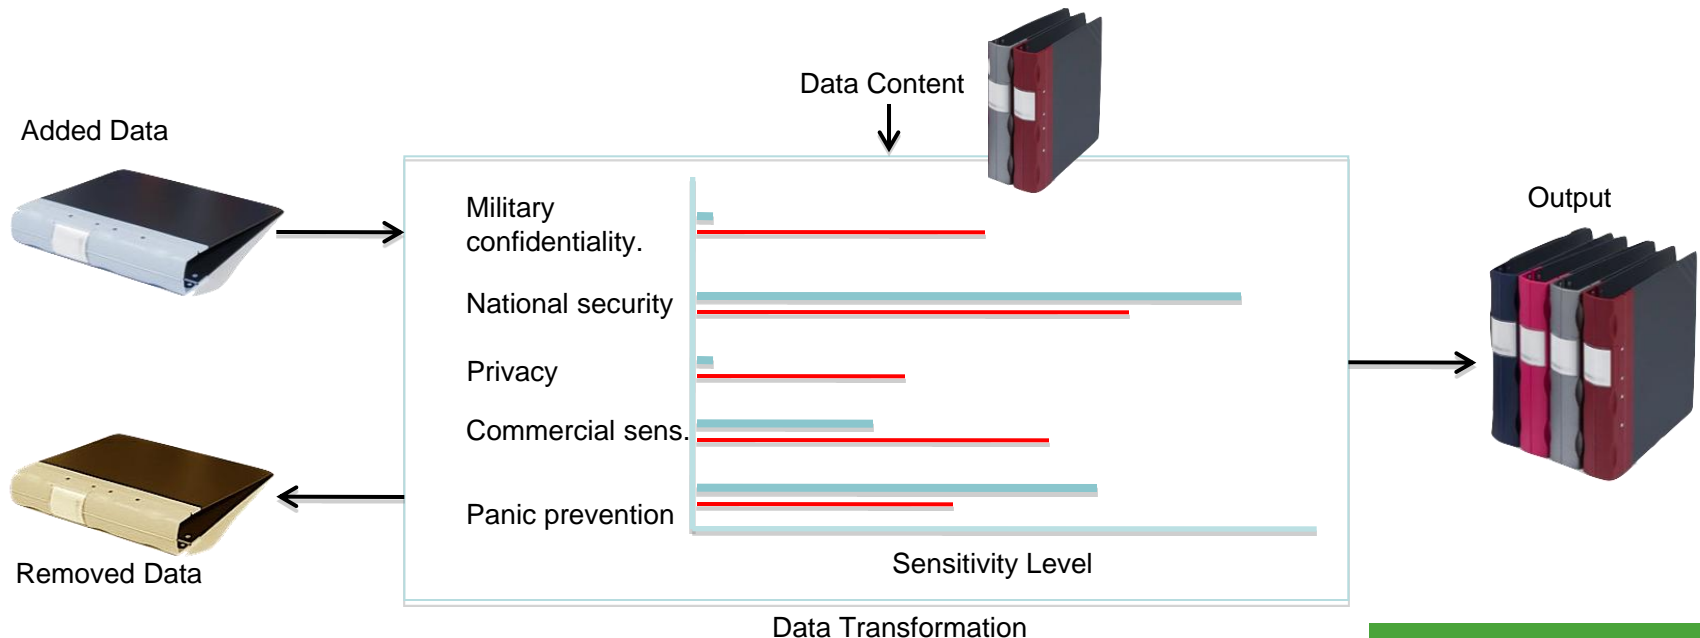 Data Content
Added Data
Military
confidentiality.
Output
National security
Privacy
Commercial sens.
Panic prevention
Sensitivity Level
Removed Data
Data Transformation